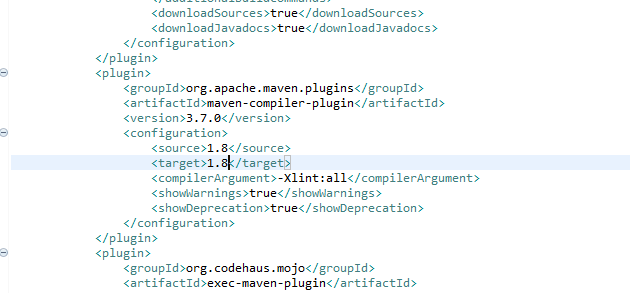 <downloadSources>true</downloadSources>
<downloadJavadocs>true</downloadJavadocs>
</configuration>
</plugin>
<plugin>
<groupId>org.apache.maven.plugins</groupId>
<artifactId>maven-compiler-plugin</artifactId>
<version>3.7.0</version>
<configuration>
<source>1.8</source>
<target>1.8</target>
<compilerArgument>-Xlint:all</compilerArgument>
<showWarnings>true</showWarnings>
<showDeprecation>true</showDeprecation>
</configuration>
</plugin>
<plugin>
<groupId>org.codehaus.mojo</groupId>
<artifactId>exec-maven-plugin</artifactId>